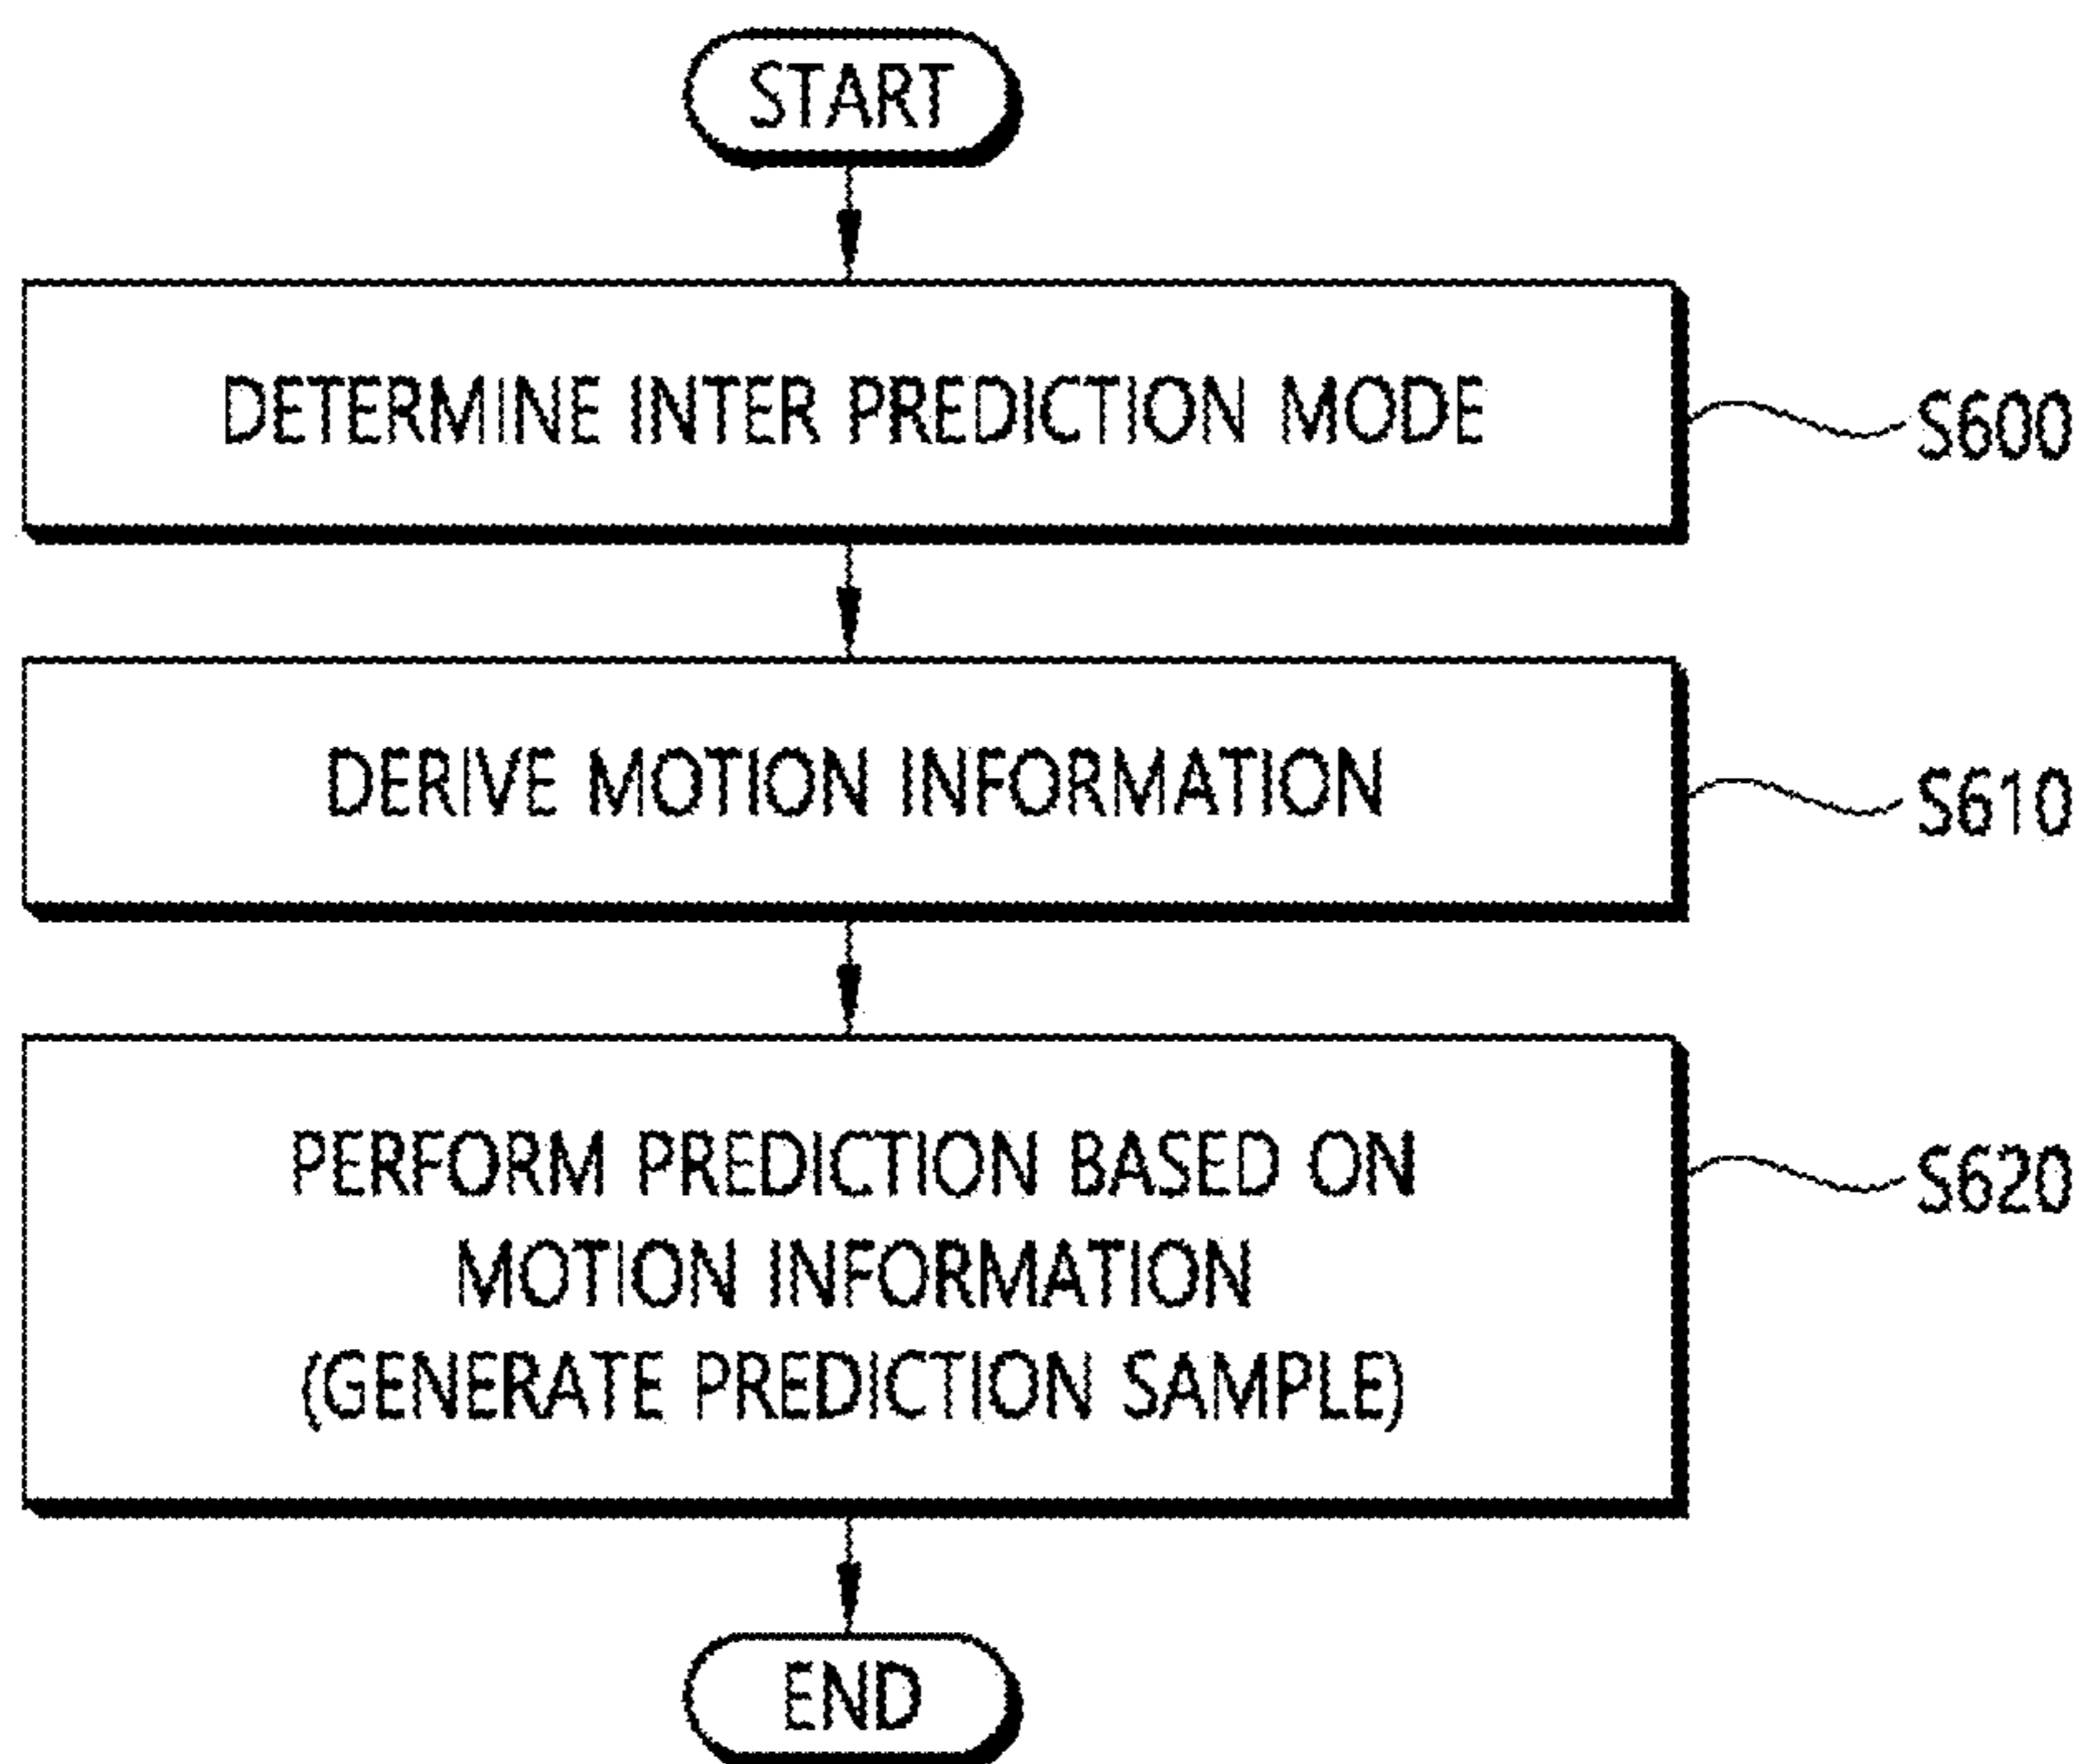 START
DETERMINE INTER PREDICTION MODE
S600
DERIVE MOTION INFORMATION
S610
PERFORM PREDICTION BASED ON
MOTION INFORMATION
(GENERATE PREDICTION SAMPLE)
S620
END